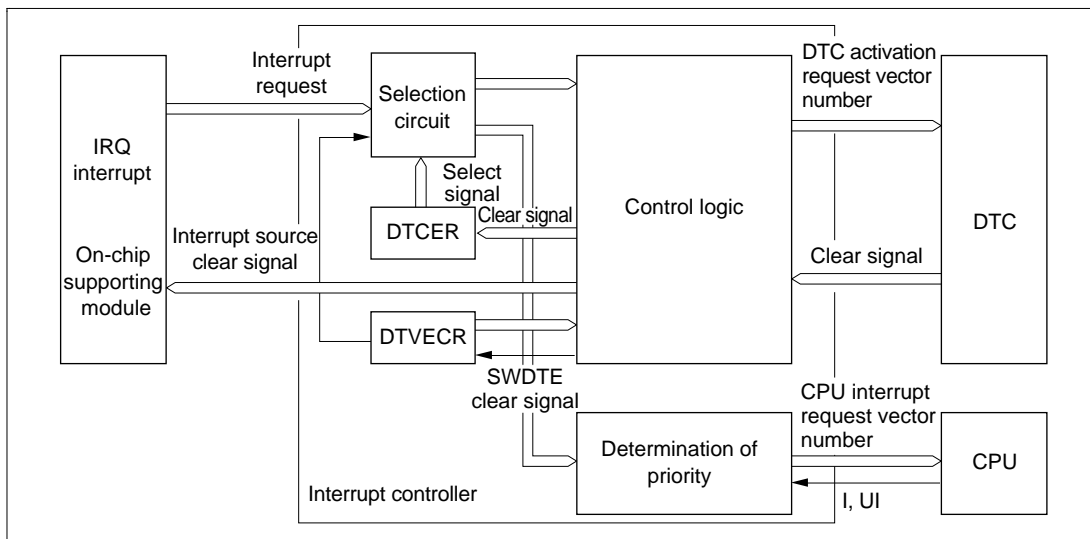 Interrupt
request
IRQ
interrupt
On-chip
supporting
module
Interrupt source
clear signal
Selection
circuit
Select
signal
DTCER
Clear signal
DTVECR
SWDTE
clear signal
Control logic
DTC activation
request vector
number
Clear signal
DTC
Determination of
priority
CPU interrupt
request vector
number
CPU
I, UI
Interrupt controller